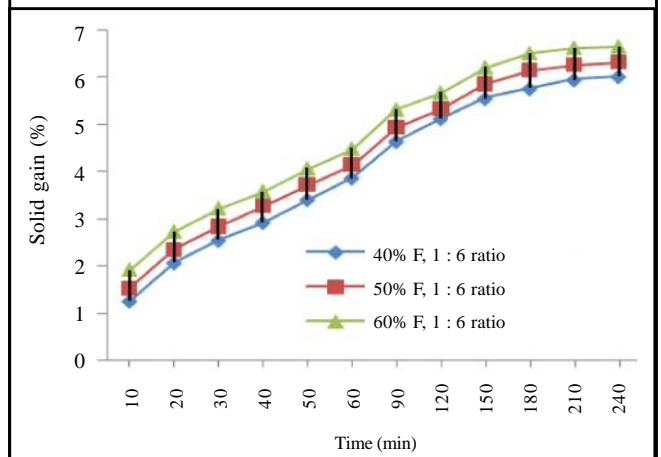 7
6
5
4
3
2
1
0
Solid gain (%)
40% F, 1 : 6 ratio
50% F, 1 : 6 ratio
60% F, 1 : 6 ratio
10 20 30 40 50 60 90 120 150 180 210 240
Time (min)